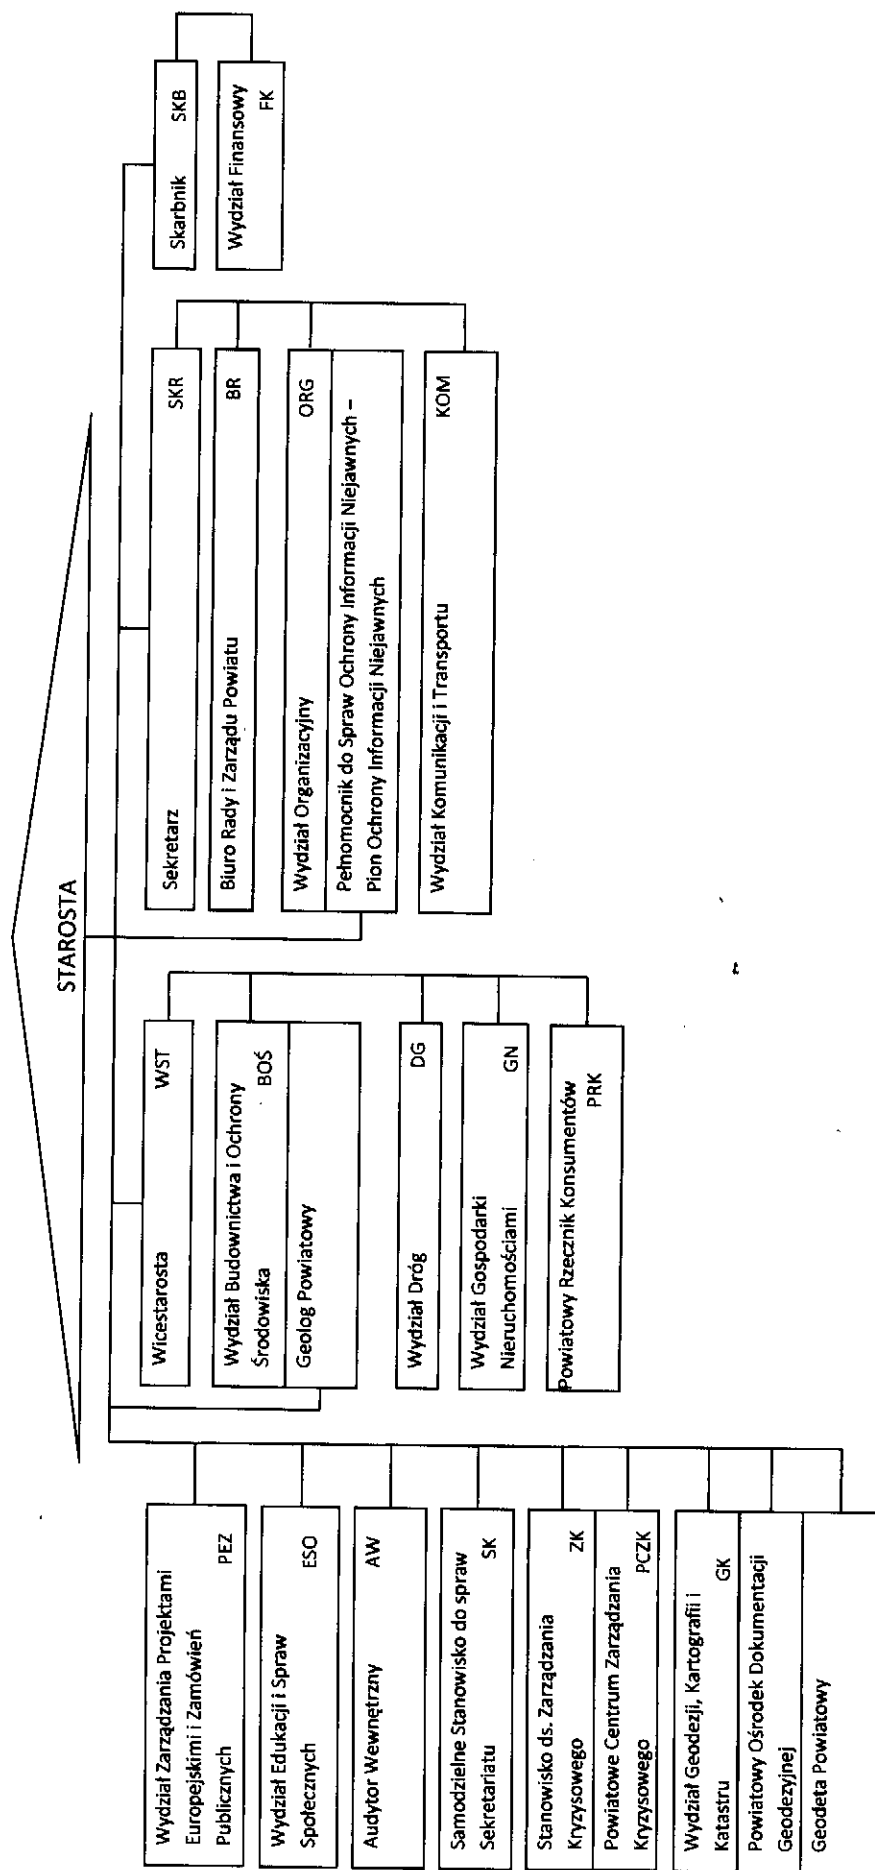 STAROSTA
Wydział Zarządzania Projektami
Europejskimi i Zamówień
Publicznych PEZ
Wydział Edukacji i Spraw
Społecznych ESO
Audytor Wewnętrzny AW
Samodzielne Stanowisko do spraw
Sekretariatu SK
Stanowisko ds. Zarządzania
Kryzysowego ZK
Powiatowe Centrum Zarządzania
Kryzysowego PCZK
Wydział Geodezji, Kartografii i
Katastru GK
Powiatowy Ośrodek Dokumentacji
Geodezyjnej
Geodeta Powiatowy
Wicestarosta WST
Wydział Budownictwa i Ochrony
Środowiska BOŚ
Geolog Powiatowy
Wydział Dróg DG
Wydział Gospodarki
Nieruchomościami GN
Powiatowy Rzecznik Konsumentów
PRK
Sekretarz SKR
Biuro Rady i Zarządu Powiatu BR
Wydział Organizacyjny ORG
Pełnomocnik do Spraw Ochrony Informacji Niejawnych –
Pion Ochrony Informacji Niejawnych
Wydział Komunikacji i Transportu KOM
Skarbnik SKB
Wydział Finansowy
FK